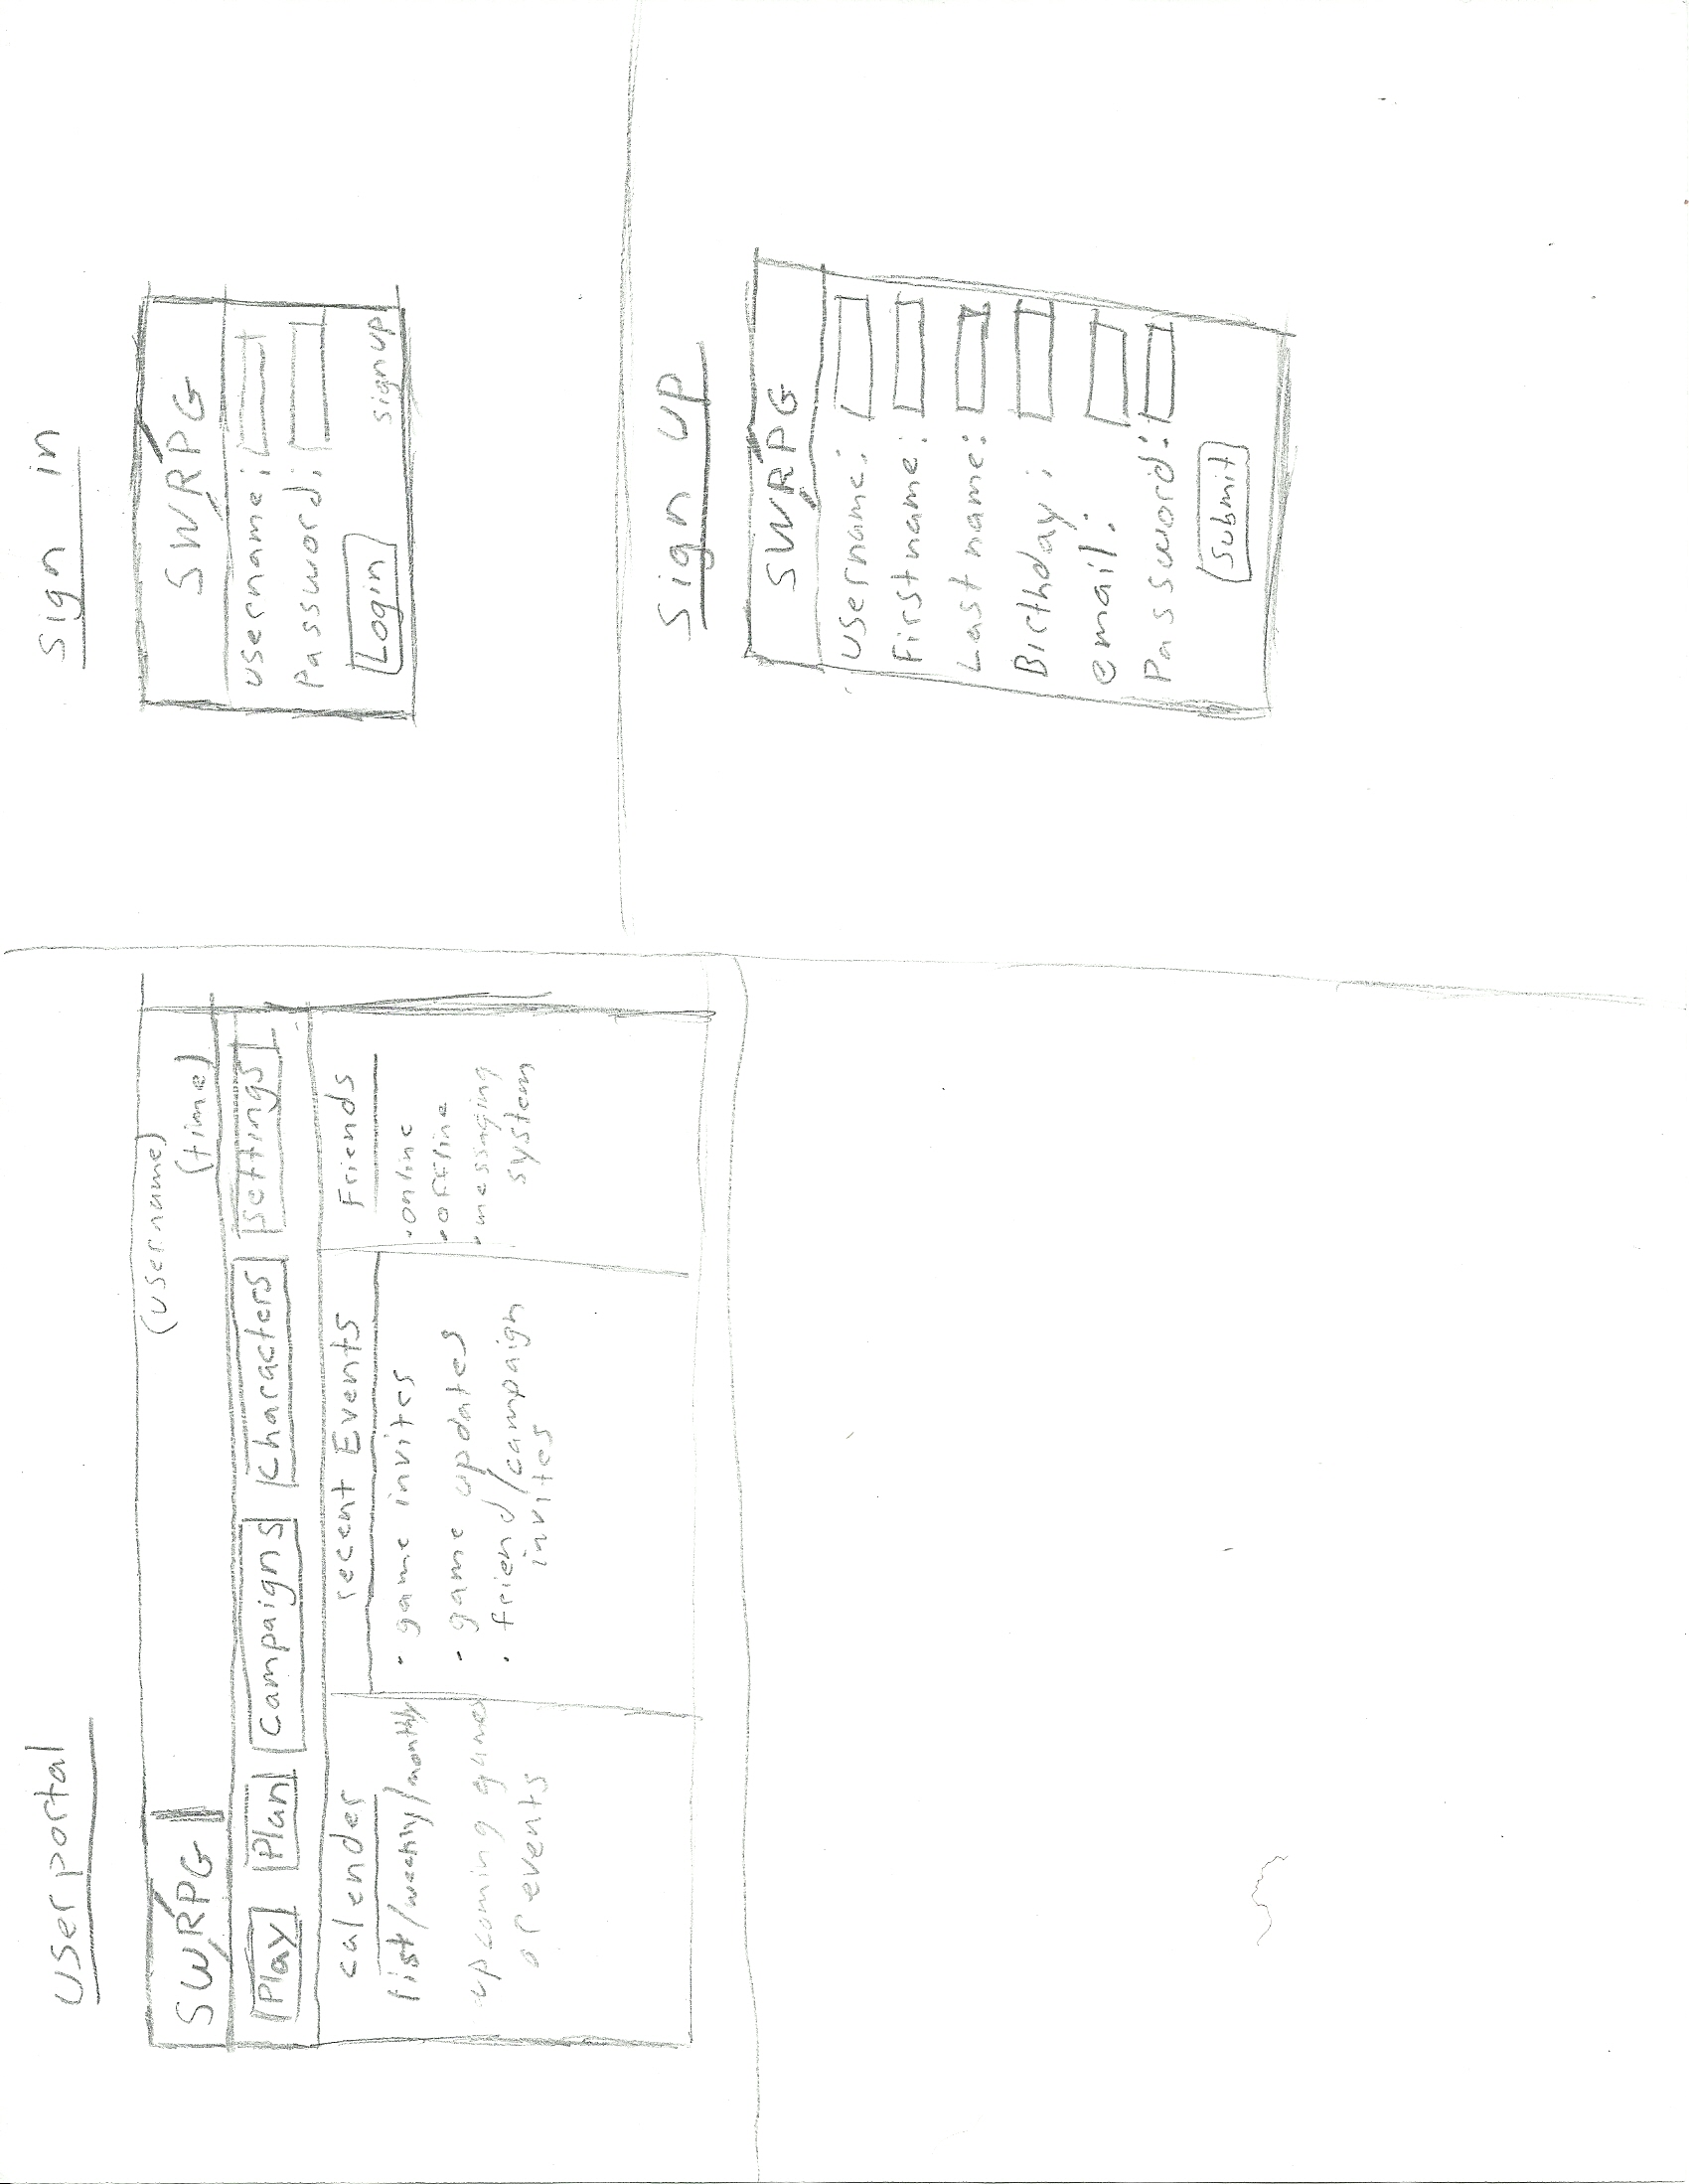 User portal
SWRPG
(username)
(time)
Play Plan Campaigns Characters Settings
calender
list/weekly/monthly
upcoming games
or events
recent Events
· game invites
· game updates
· friend/campaign
invites
Friends
· online
· offline
· messaging
system
Sign in
SWRPG
username:
Password:
Login
signup
Sign up
SWRPG
Username:
Firstname:
Last name:
Birthday:
email:
Password:
Submit